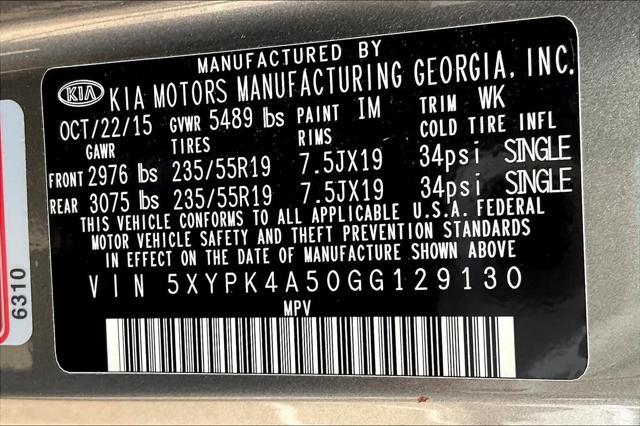 MANUFACTURED BY
KIA KIA MOTORS MANUFACTURING GEORGIA, INC.
OCT/22/15 GVWR 5489 lbs PAINT IM TRIM WK
GAWR TIRES RIMS COLD TIRE INFL
FRONT 2976 lbs 235/55R19 7.5JX19 34psi SINGLE
REAR 3075 lbs 235/55R19 7.5JX19 34psi SINGLE
THIS VEHICLE CONFORMS TO ALL APPLICABLE U.S.A. FEDERAL
MOTOR VEHICLE SAFETY AND THEFT PREVENTION STANDARDS
IN EFFECT ON THE DATE OF MANUFACTURE SHOWN ABOVE
VIN 5XYPK4A50GG129130
MPV
6310